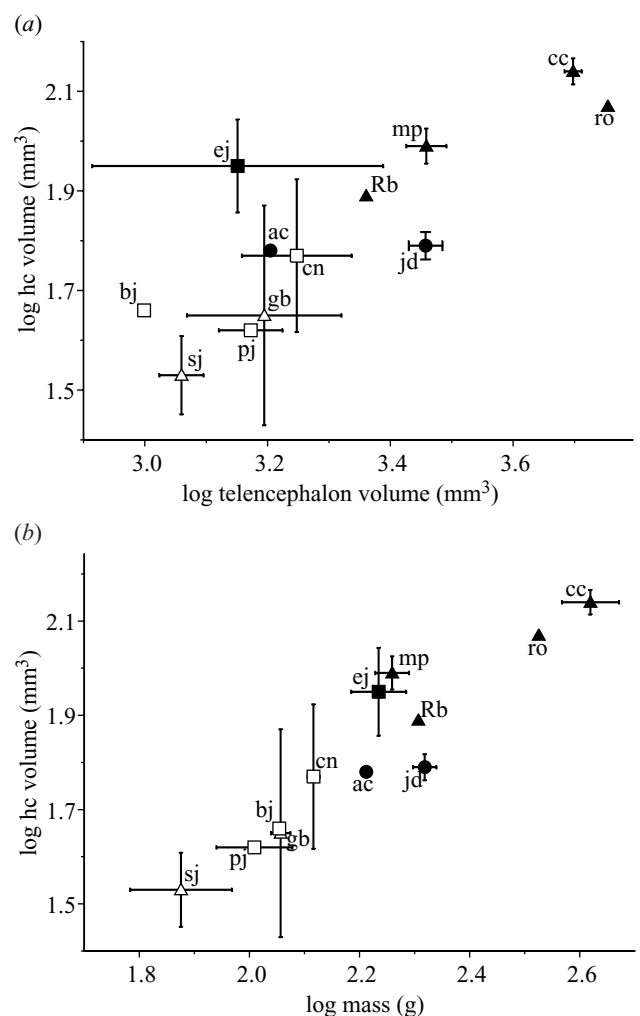 (a)
cc
2.1
ro
mp
ej
Rb
1.9
log hc volume (mm³)
ac
cn
jd
1.7
bj
gb
pj
sj
1.5
3.0 3.2 3.4 3.6
log telencephalon volume (mm³)
(b)
2.1
cc
ro
mp
ej
1.9
Rb
log hc volume (mm³)
cn
ac
jd
1.7
bj
gb
pj
sj
1.5
1.8 2.0 2.2 2.4 2.6
log mass (g)